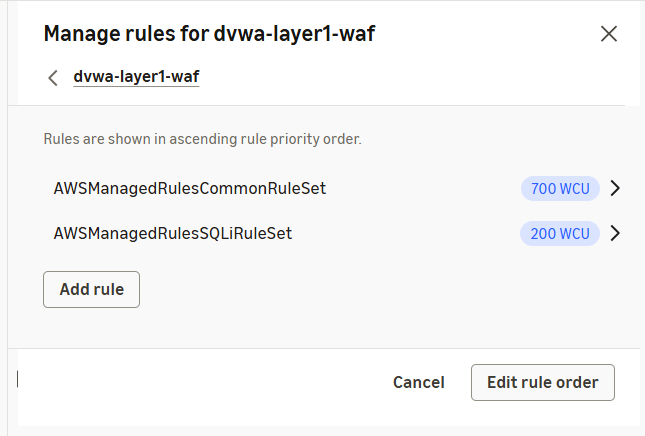 Manage rules for dvwa-layer1-waf
dvwa-layer1-waf
Rules are shown in ascending rule priority order.
AWSManagedRulesCommonRuleSet 700 WCU
AWSManagedRulesSQLiRuleSet 200 WCU
Add rule
Cancel Edit rule order